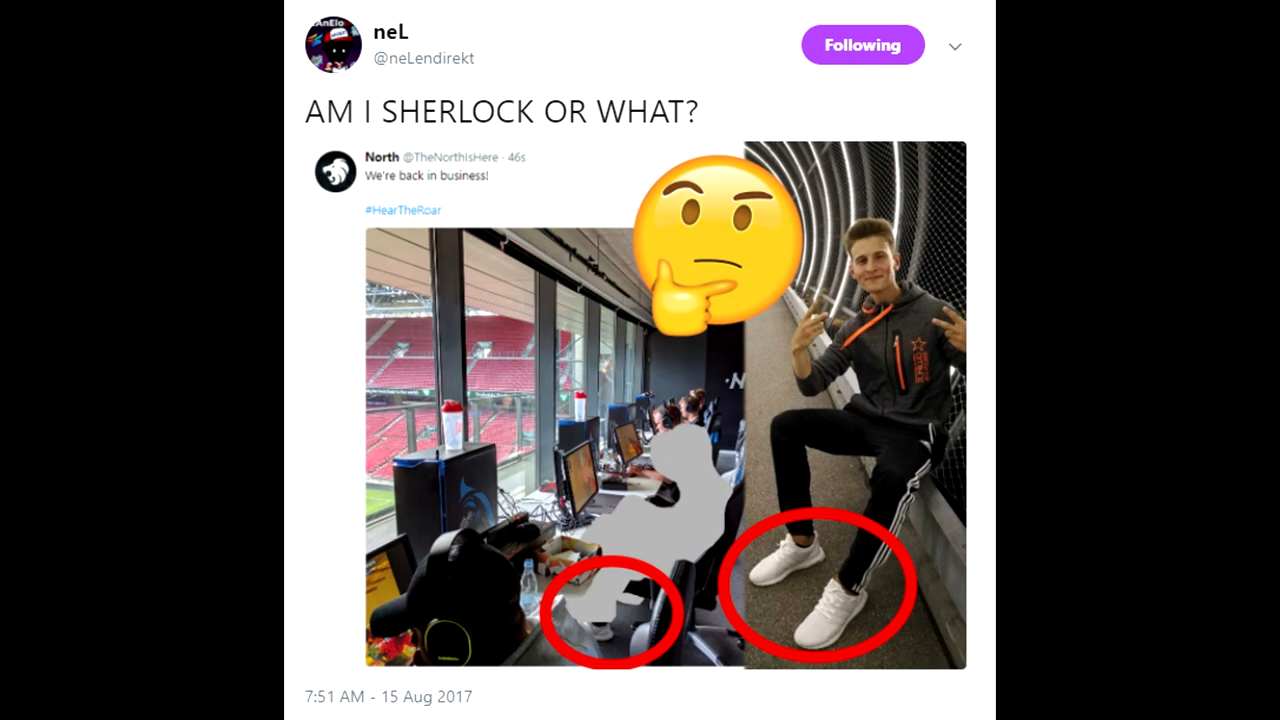 AnElo
neL
@neLendirekt
Following
AM I SHERLOCK OR WHAT?
North @TheNorthIsHere · 46s
We're back in business!
#HearTheRoar
7:51 AM - 15 Aug 2017